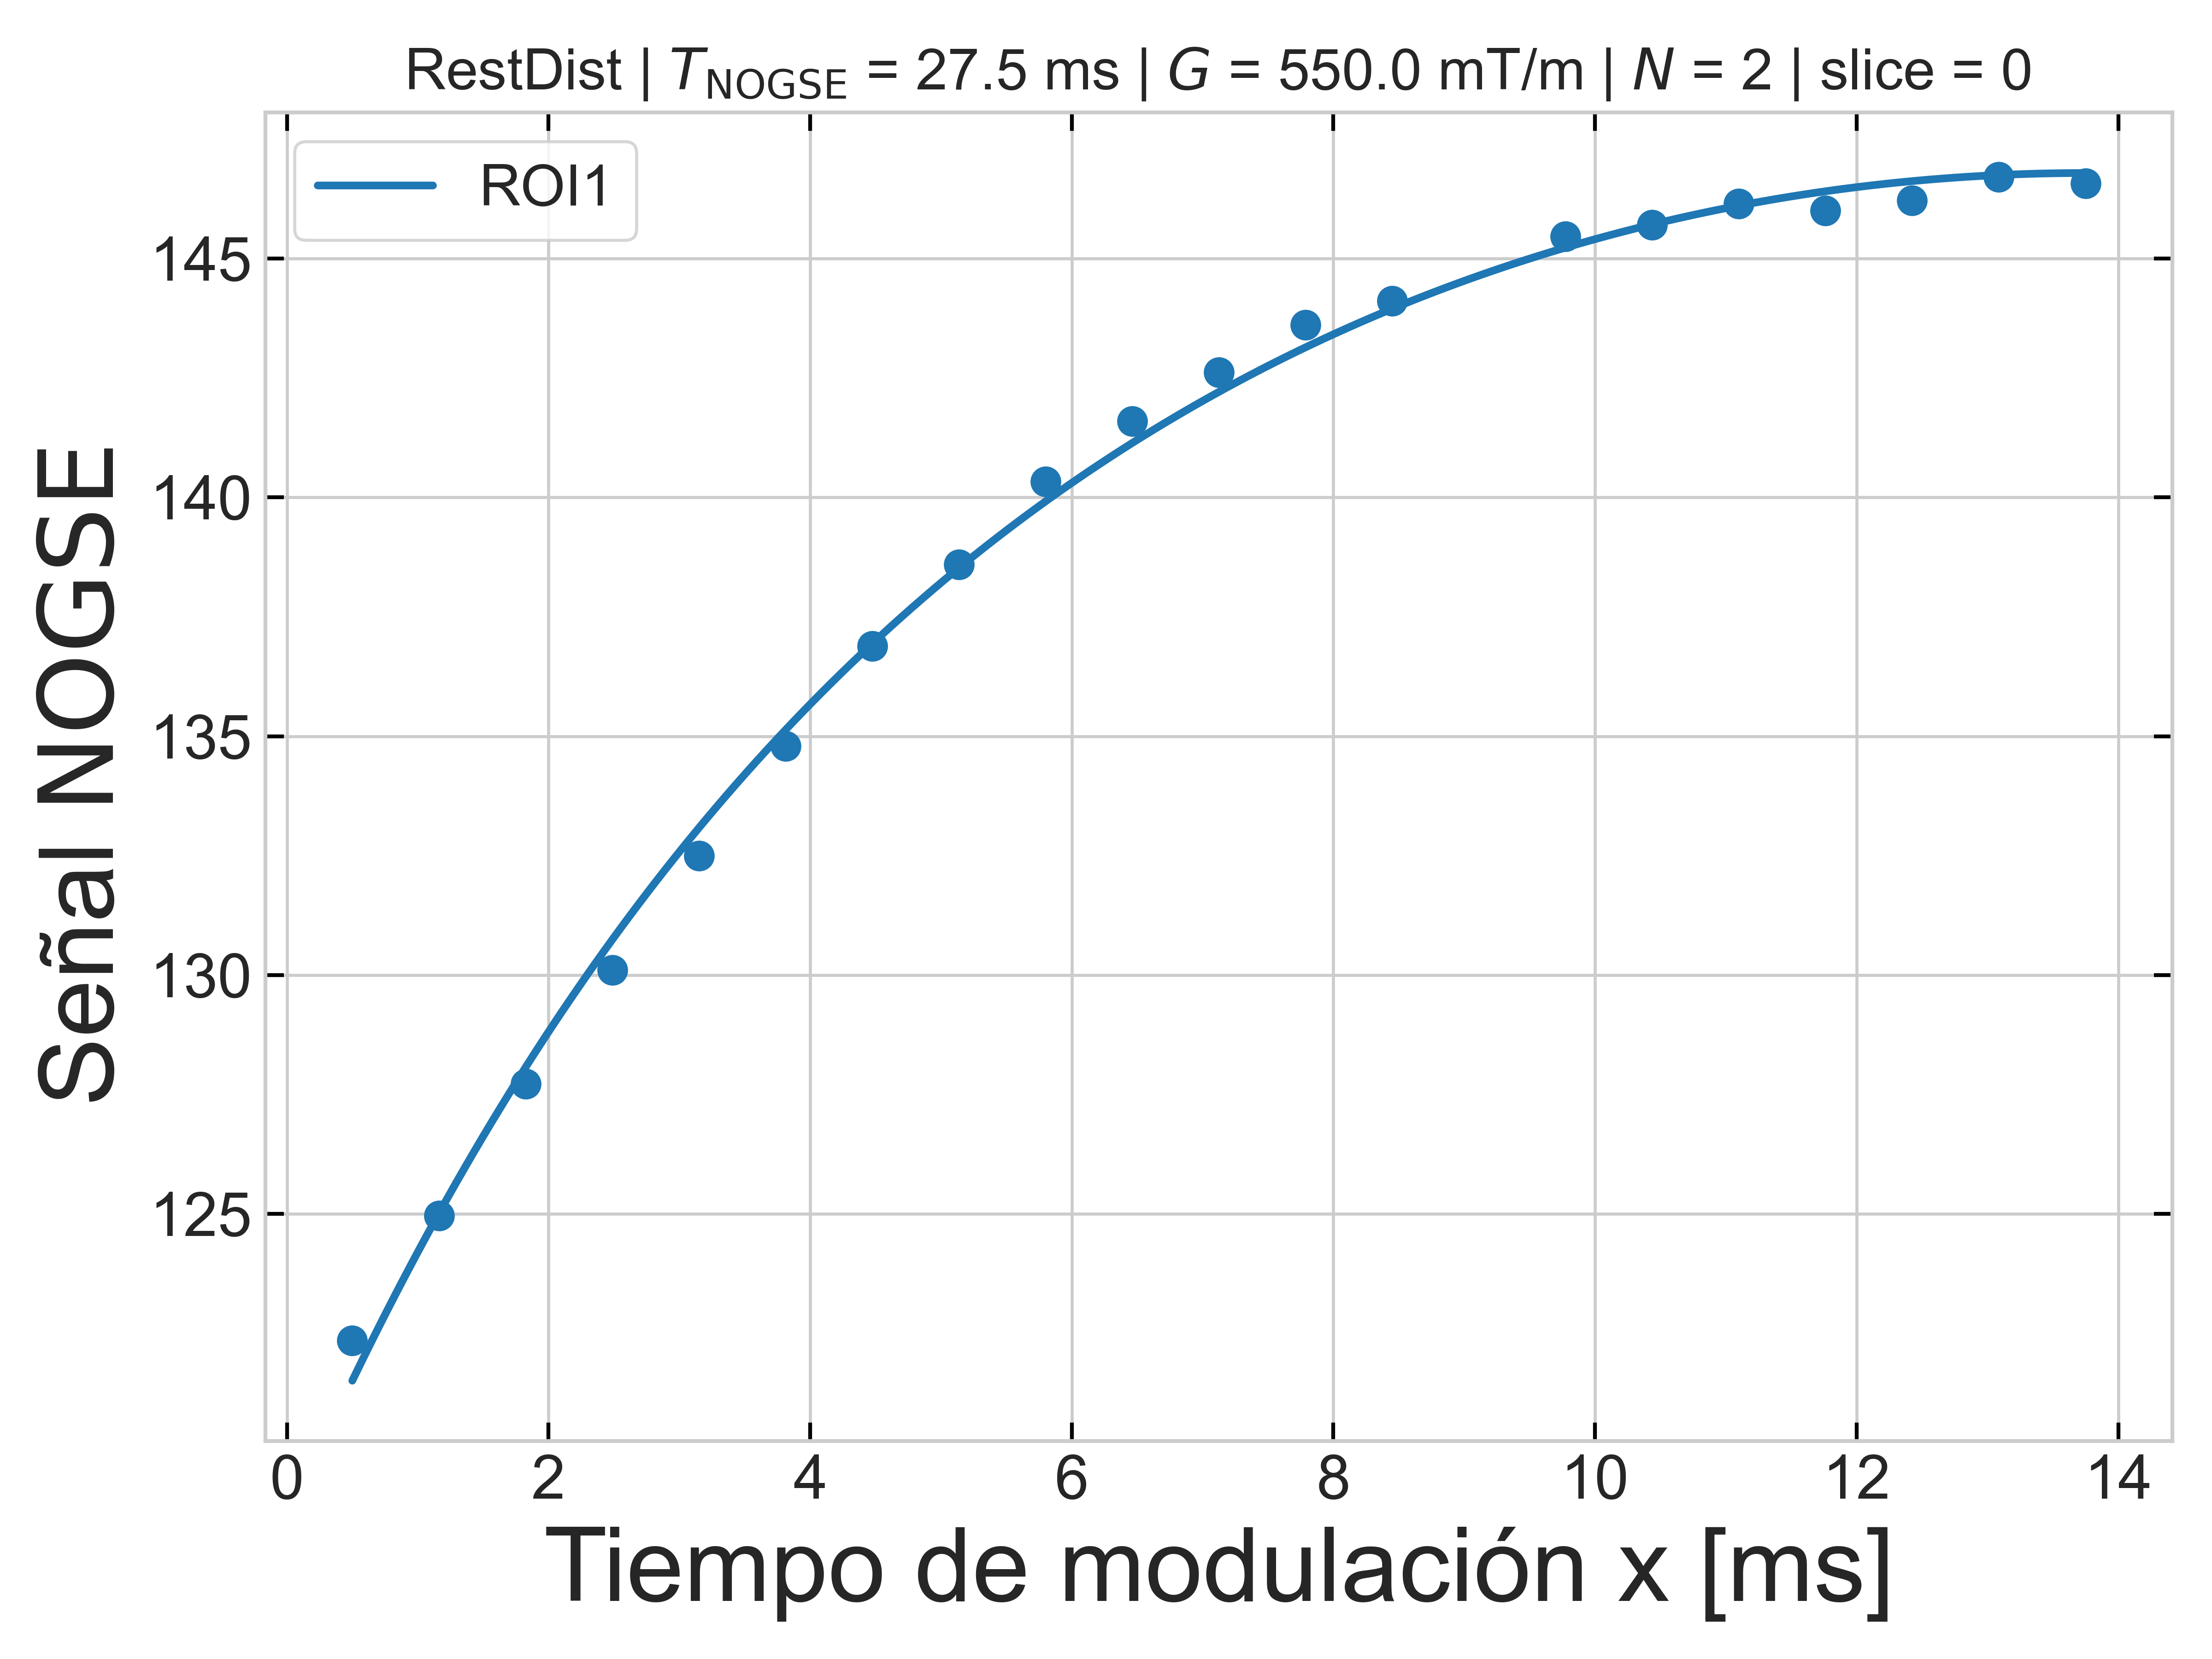 RestDist | T_NOGSE = 27.5 ms | G = 550.0 mT/m | N = 2 | slice = 0
ROI1
Señal NOGSE
145
140
135
130
125
0 2 4 6 8 10 12 14
Tiempo de modulación x [ms]